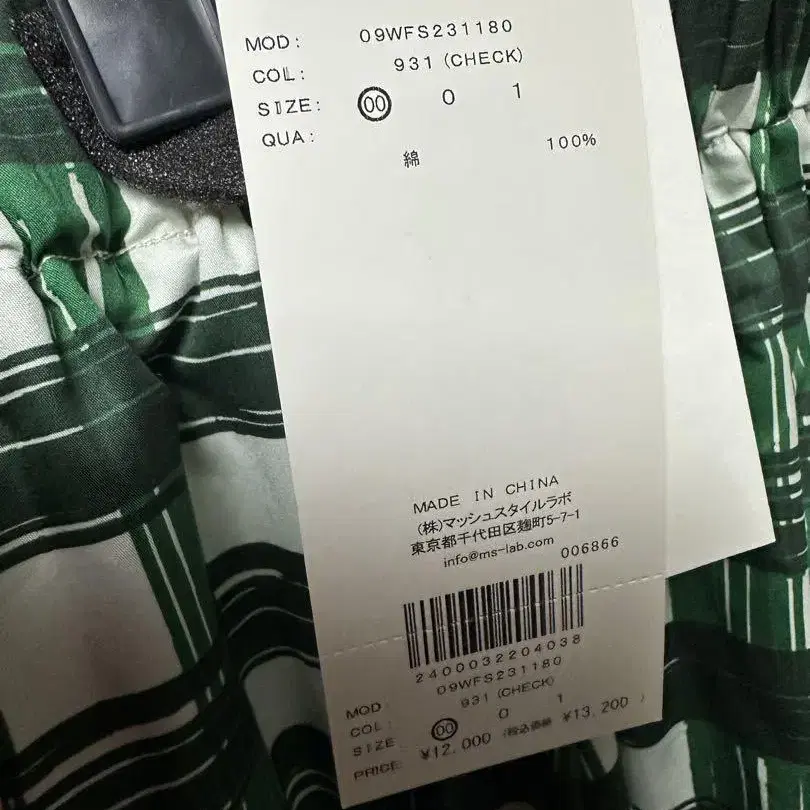 MOD: 09WFS231180
COL: 931 (CHECK)
SIZE: 00 0 1
QUA:
綿 100%
MADE IN CHINA
(株)マッシュスタイルラボ
東京都千代田区麹町5-7-1
info@ms-lab.com
006866
2400032204038
MOD: 09WFS231180
COL: 931 (CHECK)
SIZE: 00 0 1
PRICE: ¥12,000 (税込価格 ¥13,200 )